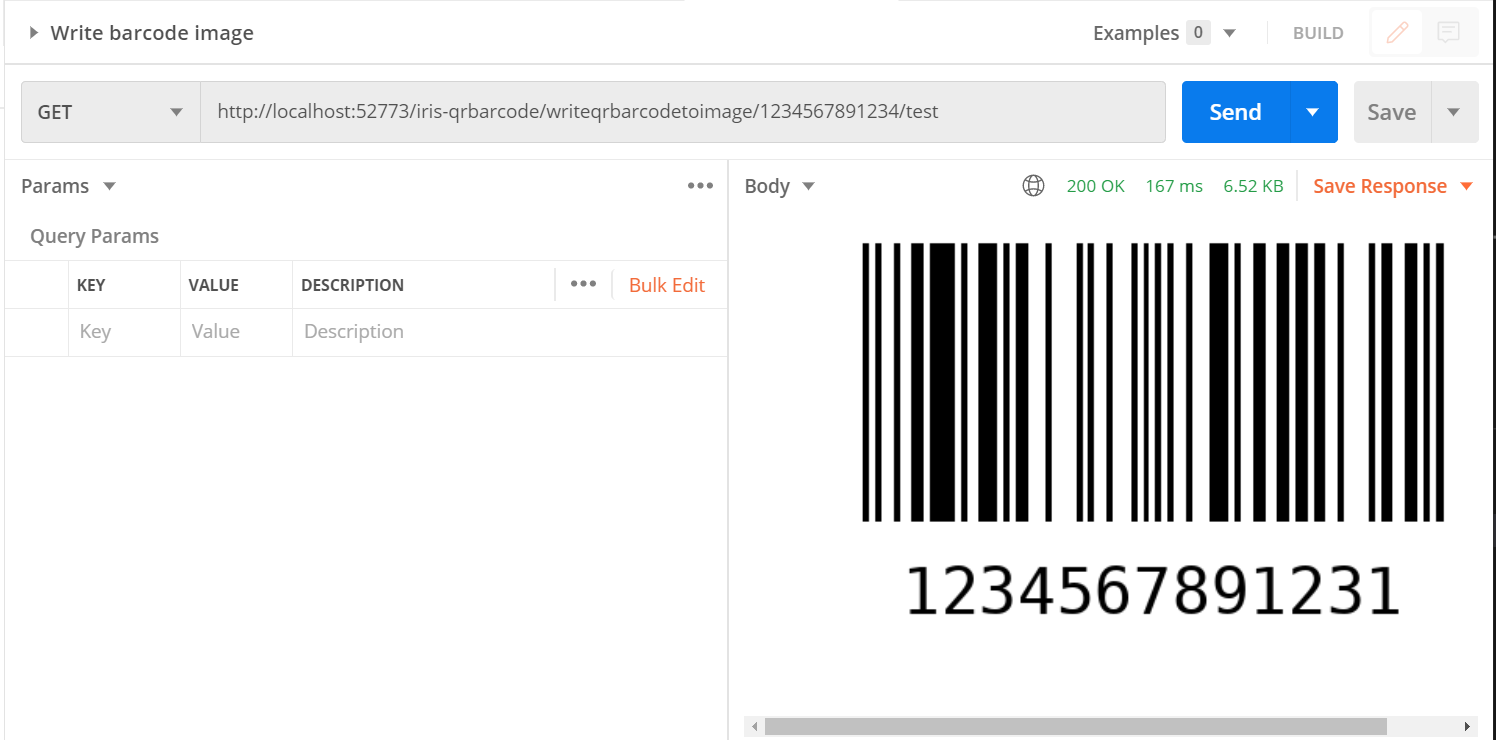 Write barcode image
Examples 0 BUILD
GET http://localhost:52773/iris-qrbarcode/writeqrbarcodetoimage/1234567891234/test Send Save
Params
Body 200 OK 167 ms 6.52 KB Save Response
Query Params
KEY VALUE DESCRIPTION Bulk Edit
Key Value Description
1234567891231